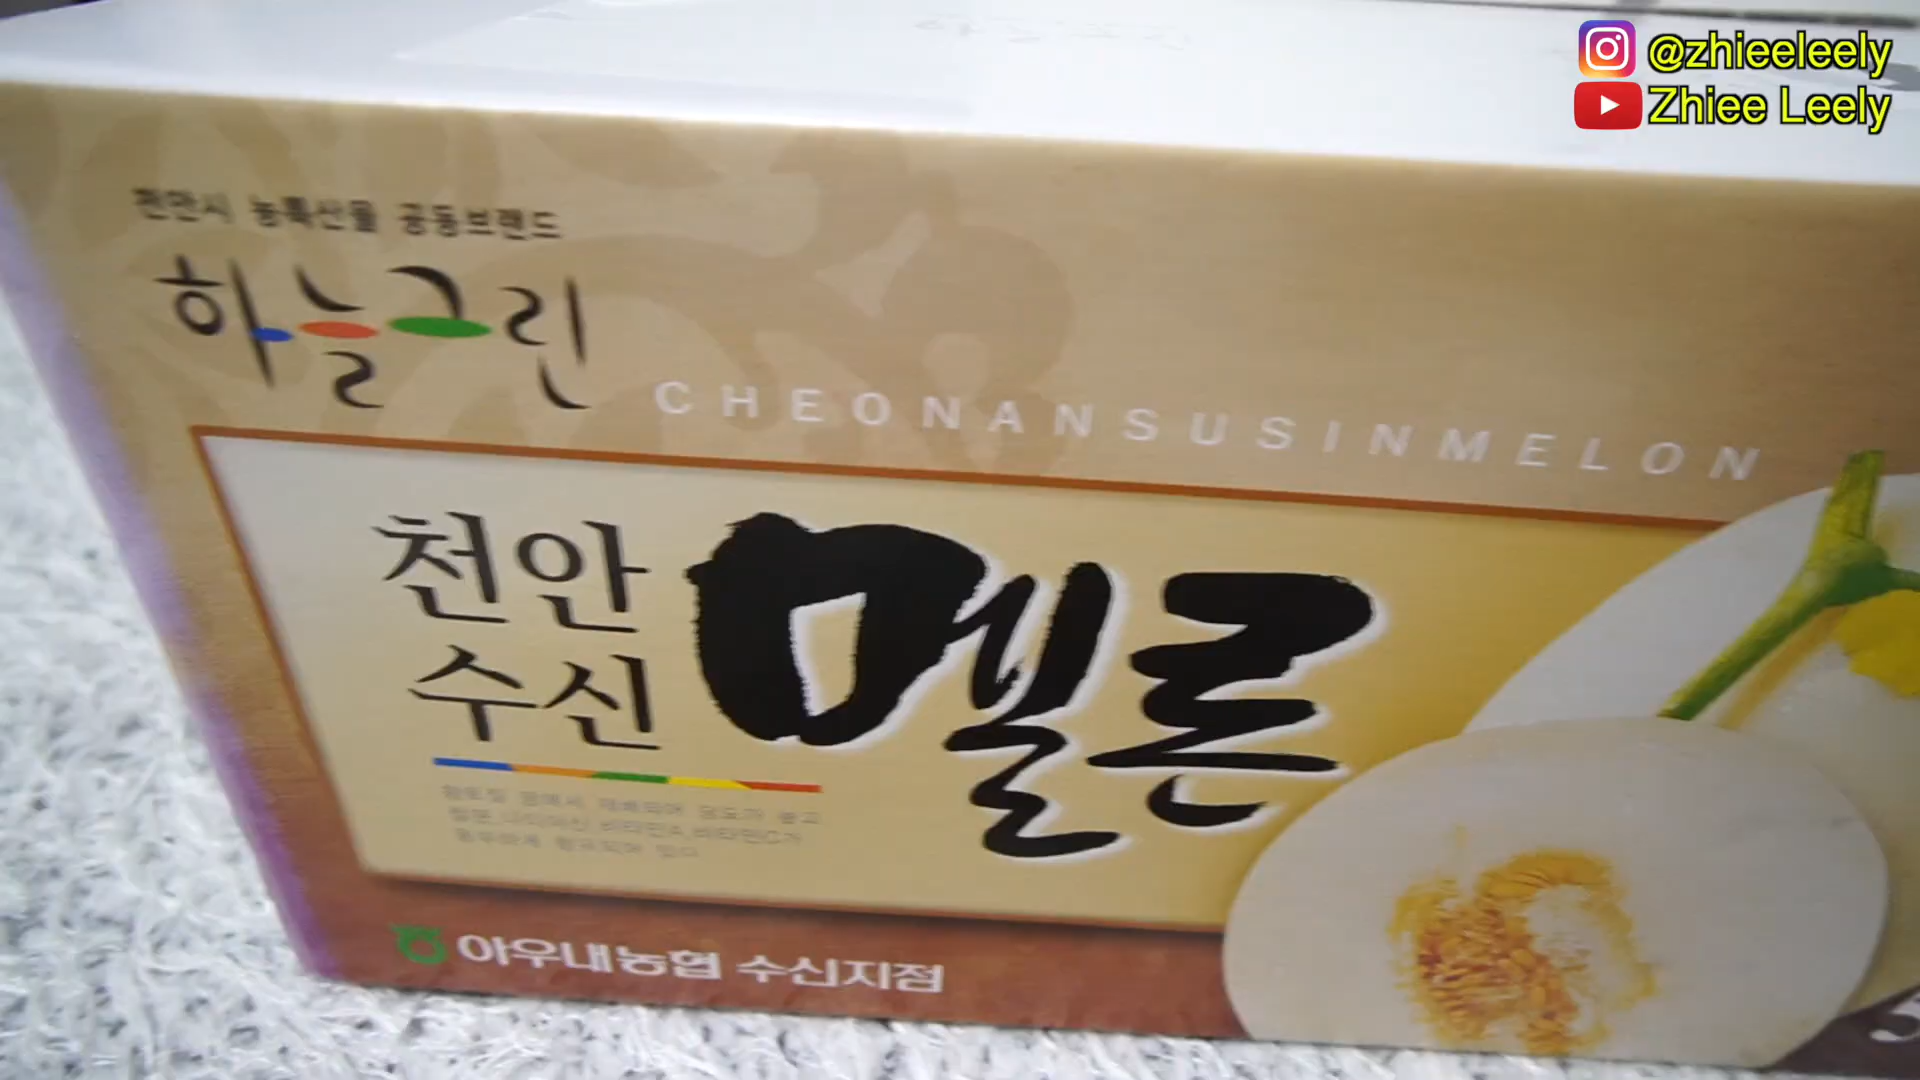 @zhieeleely
Zhiee Leely
천안시 농특산물 공동브랜드
하늘그린
CHEONANSUSINMELON
천안
수신
멜론
아우내농협 수신지점